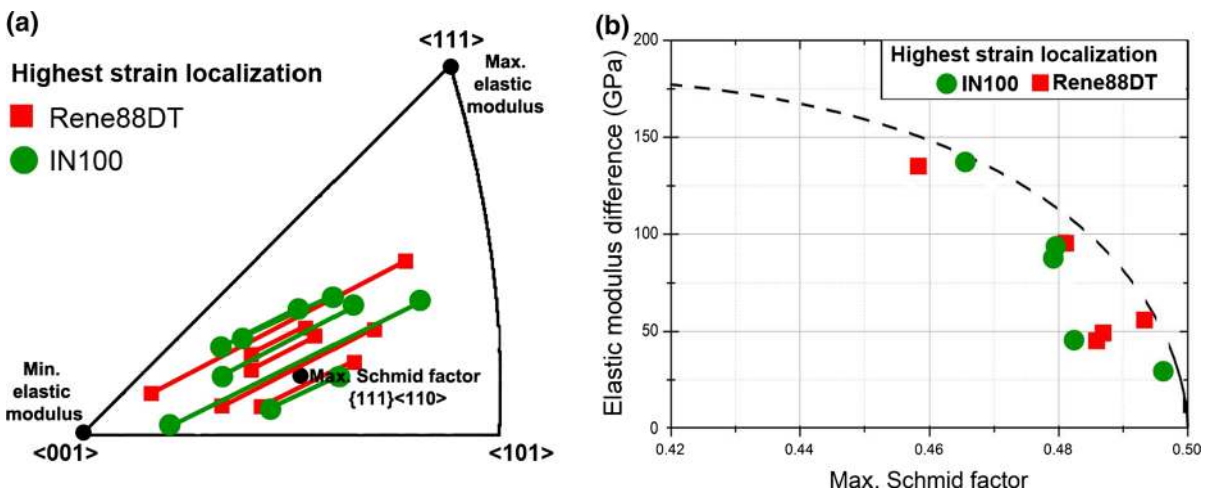 (a)
<111>
Max.
elastic
modulus
Highest strain localization
Rene88DT
IN100
Min.
elastic
modulus
Max. Schmid factor
{111}<110>
<001>
<101>
(b)
Highest strain localization
IN100 Rene88DT
Elastic modulus difference (GPa)
200
150
100
50
0
0.42 0.44 0.46 0.48 0.50
Max. Schmid factor